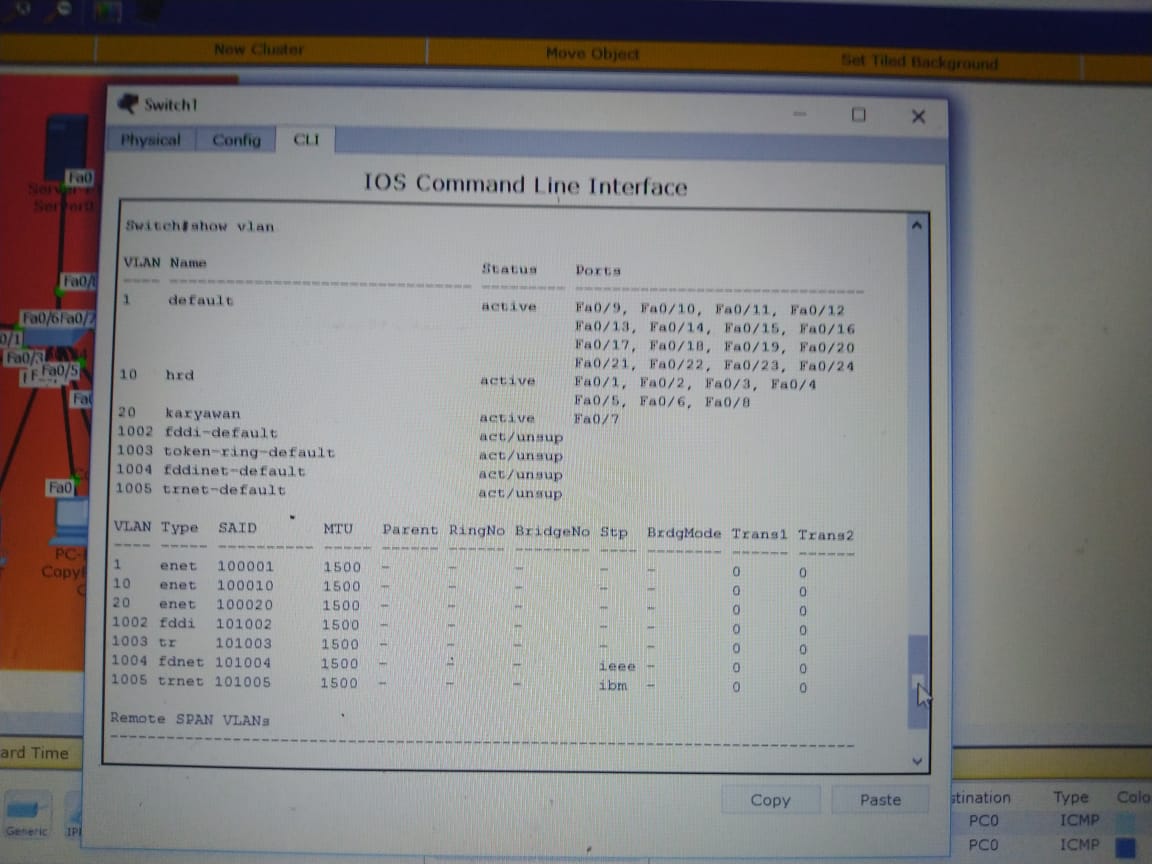 New Cluster
Move Object
Set Tiled Background
Switch1
Physical
Config
CLI
IOS Command Line Interface
Switch#show vlan
VLAN Name Status Ports
---- -------------------------------- --------- -------------------------------
1 default active Fa0/9, Fa0/10, Fa0/11, Fa0/12
Fa0/13, Fa0/14, Fa0/15, Fa0/16
Fa0/17, Fa0/18, Fa0/19, Fa0/20
Fa0/21, Fa0/22, Fa0/23, Fa0/24
10 hrd active Fa0/1, Fa0/2, Fa0/3, Fa0/4
Fa0/5, Fa0/6, Fa0/8
20 karyawan active Fa0/7
1002 fddi-default act/unsup
1003 token-ring-default act/unsup
1004 fddinet-default act/unsup
1005 trnet-default act/unsup
VLAN Type SAID MTU Parent RingNo BridgeNo Stp BrdgMode Trans1 Trans2
---- ----- ---------- ----- ------ ------ -------- ---- -------- ------ ------
1 enet 100001 1500 - - - - - 0 0
10 enet 100010 1500 - - - - - 0 0
20 enet 100020 1500 - - - - - 0 0
1002 fddi 101002 1500 - - - - - 0 0
1003 tr 101003 1500 - - - - - 0 0
1004 fdnet 101004 1500 - - - ieee - 0 0
1005 trnet 101005 1500 - - - ibm - 0 0
Remote SPAN VLANs
------------------------------------------------------------------------------
Copy
Paste
Fa0
Fa0/6
Fa0/7
0/1
Fa0/3
Fa0/5
Fa0
PC-
Copy
ard Time
Generic
stination Type Colo
PC0 ICMP
PC0 ICMP